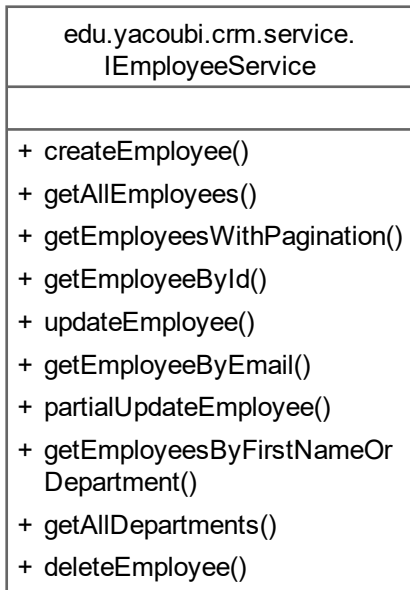 edu.yacoubi.crm.service.
IEmployeeService
+ createEmployee()
+ getAllEmployees()
+ getEmployeesWithPagination()
+ getEmployeeById()
+ updateEmployee()
+ getEmployeeByEmail()
+ partialUpdateEmployee()
+ getEmployeesByFirstNameOr
Department()
+ getAllDepartments()
+ deleteEmployee()